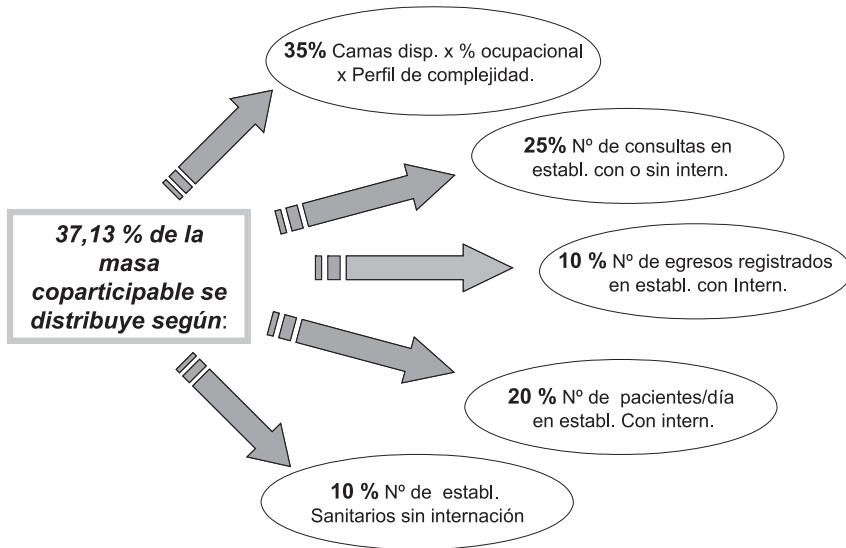 35% Camas disp. x % ocupacional
x Perfil de complejidad.
25% Nº de consultas en
establ. con o sin intern.
37,13 % de la
masa
coparticipable se
distribuye según:
10 % Nº de egresos registrados
en establ. con Intern.
20 % Nº de pacientes/día
en establ. Con intern.
10 % Nº de establ.
Sanitarios sin internación